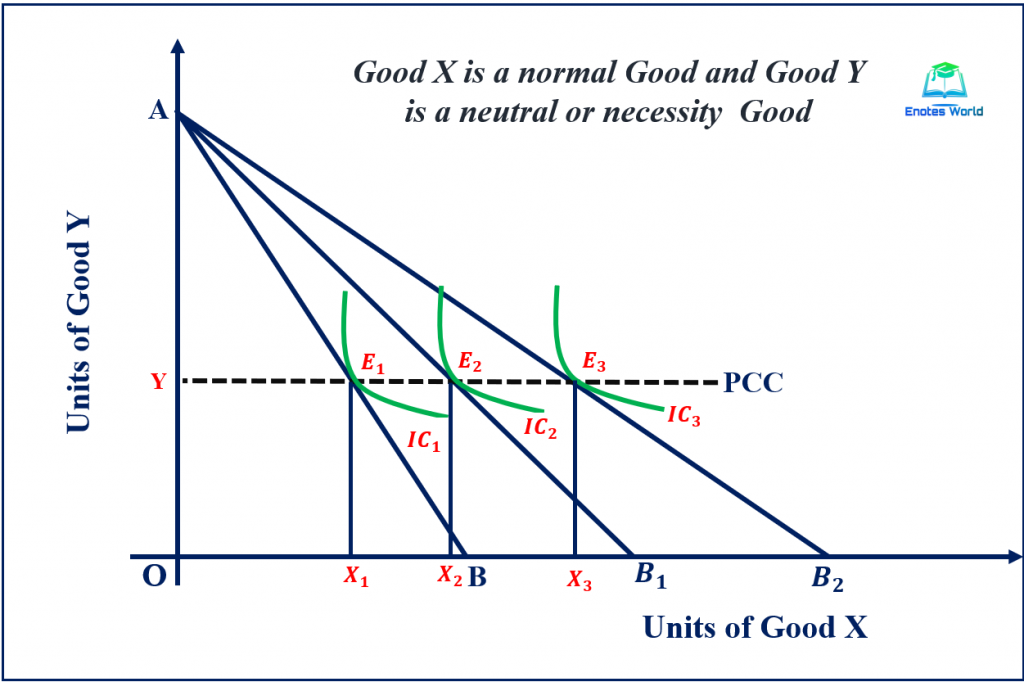 Good X is a normal Good and Good Y
is a neutral or necessity Good
Enotes World
A
Units of Good Y
E₁
E₂
E₃
Y
PCC
IC₁
IC₂
IC₃
O
X₁
X₂
B
X₃
B₁
B₂
Units of Good X